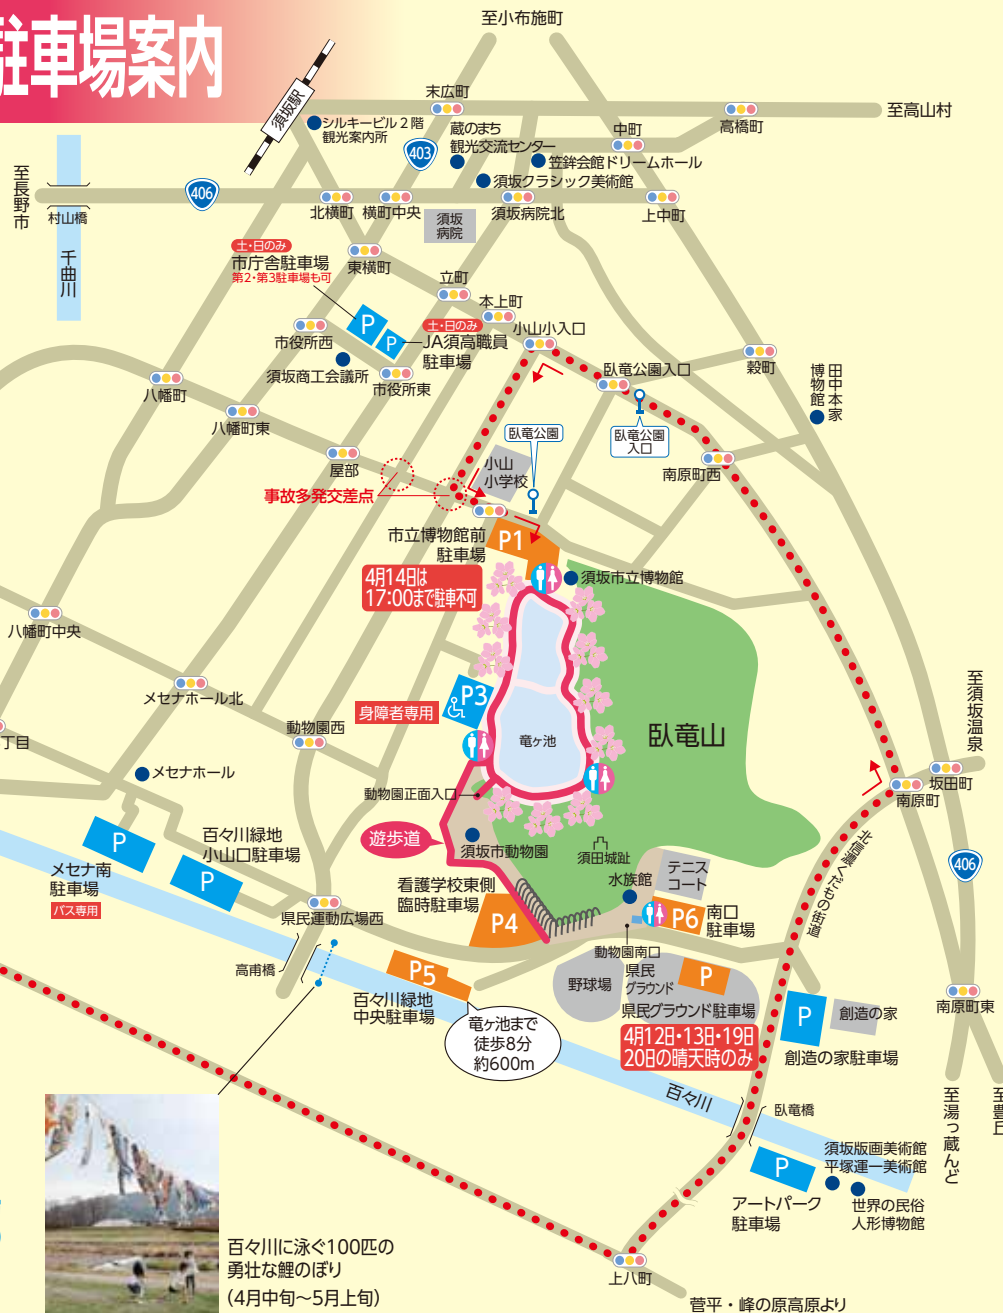 駐車場案内
至小布施町
須坂駅
シルキービル2階
観光案内所
末広町
403
蔵のまち
観光交流センター
中町
高橋町
至高山村
笠鉾会館ドリームホール
須坂クラシック美術館
至長野市
406
村山橋
千曲川
北横町
横町中央
須坂
病院
須坂病院北
上中町
土・日のみ
市庁舎駐車場
第2・第3駐車場も可
東横町
立町
本上町
P
P
土・日のみ
JA須高職員
駐車場
小山小入口
市役所西
須坂商工会議所
市役所東
臥竜公園入口
穀町
田中本家
博物館
八幡町
八幡町東
屋部
臥竜公園
臥竜公園
入口
小山
小学校
南原町西
事故多発交差点
市立博物館前
駐車場
P1
4月14日は
17:00まで駐車不可
須坂市立博物館
八幡町中央
メセナホール北
動物園西
身障者専用
P3
竜ヶ池
臥竜山
至須坂温泉
丁目
メセナホール
動物園正面入口
坂田町
南原町
遊歩道
須坂市動物園
須田城趾
北信濃くだもの街道
406
P
メセナ南
駐車場
バス専用
百々川緑地
小山口駐車場
P
看護学校東側
臨時駐車場
P4
水族館
テニス
コート
P6
南口
駐車場
県民運動広場西
高甫橋
動物園南口
野球場
県民
グラウンド
P
県民グラウンド駐車場
4月12日・13日・19日
20日の晴天時のみ
P5
百々川緑地
中央駐車場
竜ヶ池まで
徒歩8分
約600m
P
創造の家
創造の家駐車場
南原町東
百々川
臥竜橋
至湯っ蔵んど
至豊丘
P
アートパーク
駐車場
須坂版画美術館
平塚運一美術館
世界の民俗
人形博物館
百々川に泳ぐ100匹の
勇壮な鯉のぼり
(4月中旬〜5月上旬)
上八町
菅平・峰の原高原より